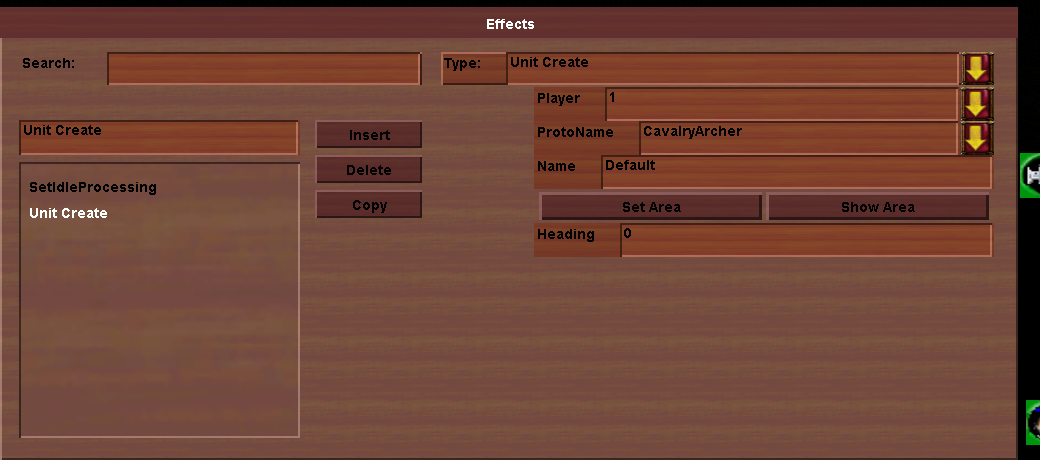 Effects
Search:
Type: Unit Create
Player 1
Unit Create
Insert
ProtoName CavalryArcher
Delete
Name Default
SetIdleProcessing
Copy
Set Area Show Area
Unit Create
Heading 0